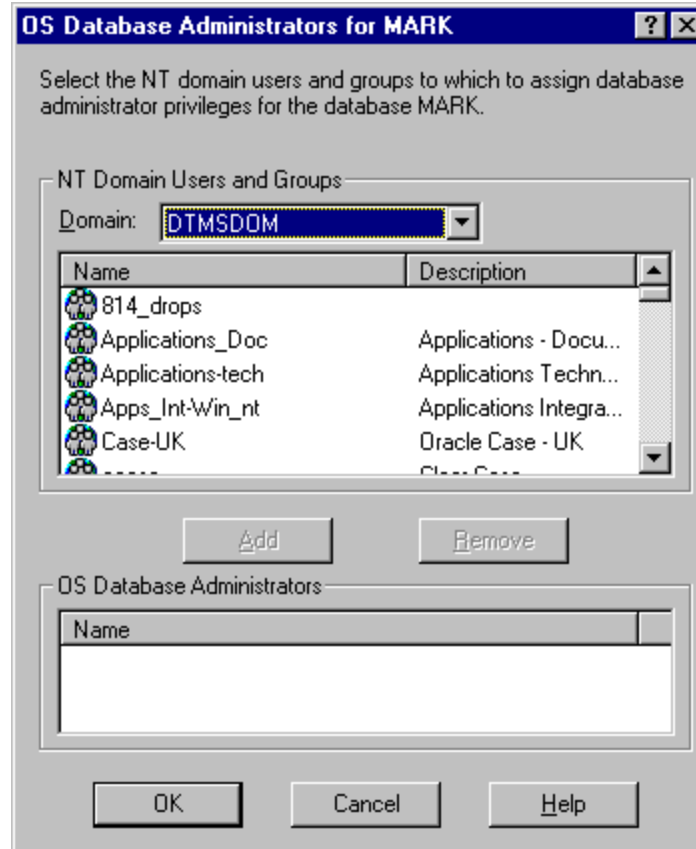 OS Database Administrators for MARK
Select the NT domain users and groups to which to assign database
administrator privileges for the database MARK.
NT Domain Users and Groups
Domain: DTMSDOM
Name Description
814_drops
Applications_Doc Applications - Docu...
Applications-tech Applications Techn...
Apps_Int-Win_nt Applications Integra...
Case-UK Oracle Case - UK
Add Remove
OS Database Administrators
Name
OK Cancel Help